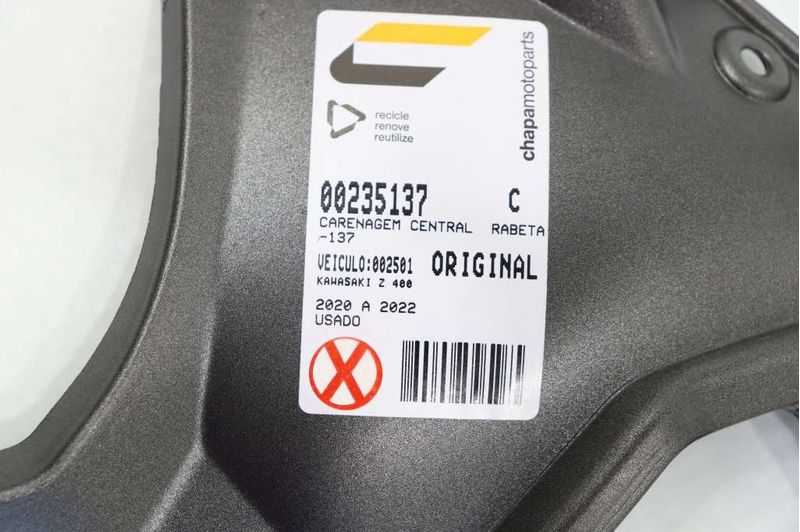 chapamotoparts
recicle
renove
reutilize
00235137 C
CARENAGEM CENTRAL RABETA
-137
VEICULO:002501 ORIGINAL
KAWASAKI Z 400
2020 A 2022
USADO